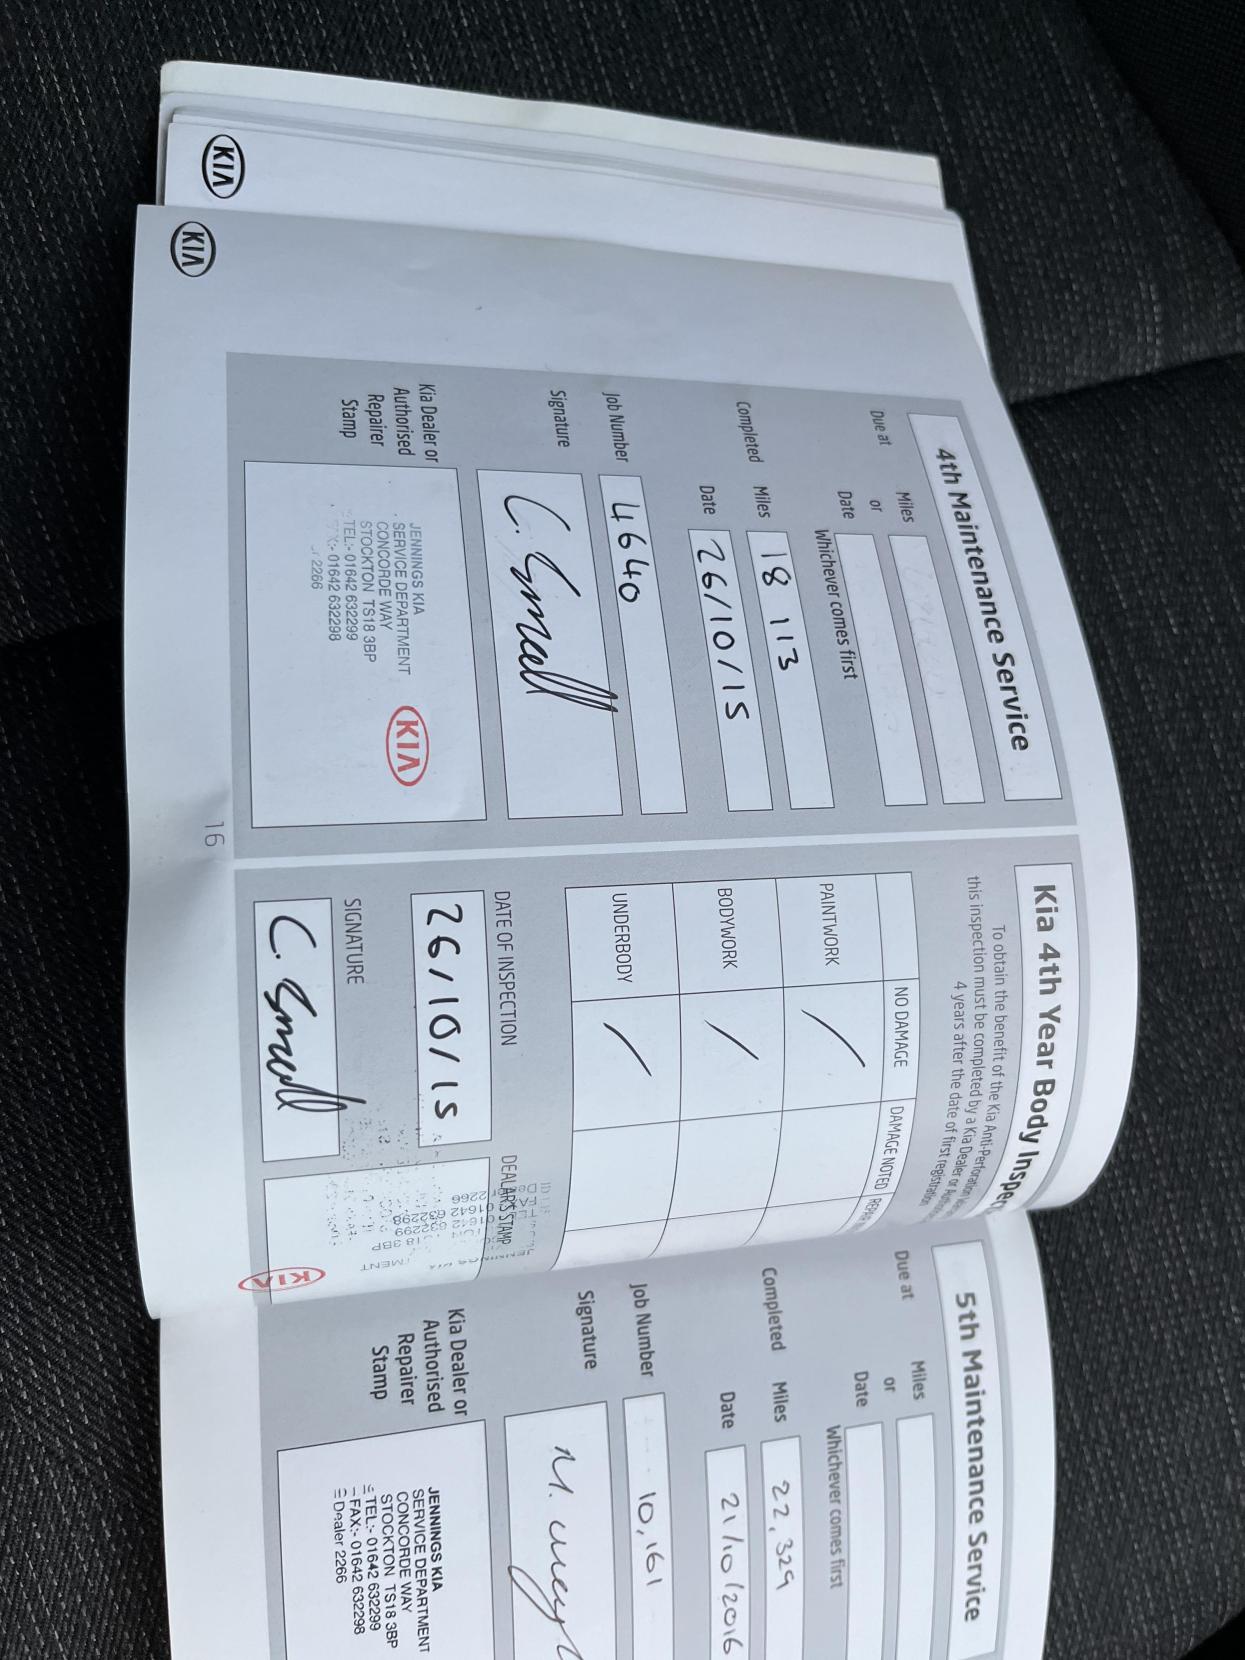 KIA
KIA
4th Maintenance Service
Due at
Miles
or
Date
Whichever comes first
Completed
Miles
18 113
Date
26/10/15
Job Number
4640
Signature
Kia Dealer or
Authorised
Repairer
Stamp
JENNINGS KIA
SERVICE DEPARTMENT
CONCORDE WAY
STOCKTON TS18 3BP
TEL:- 01642 632299
:- 01642 632298
2266
KIA
16
Kia 4th Year Body
To obtain the benefit of the Kia
this inspection must be completed by a Kia Dealer or
4 years after the date of first registration
NO DAMAGE
DAMAGE NOTED
PAINTWORK
BODYWORK
UNDERBODY
DATE OF INSPECTION
26/10/15
SIGNATURE
DEALER'S STAMP
KIA
5th Maintenance Service
Due at
Miles
or
Date
Whichever comes first
Completed
Miles
22,329
Date
21/10/2016
Job Number
10,161
Signature
Kia Dealer or
Authorised
Repairer
Stamp
JENNINGS KIA
SERVICE DEPARTMENT
CONCORDE WAY
STOCKTON TS18 3BP
TEL:- 01642 632299
FAX:- 01642 632298
Dealer 2266